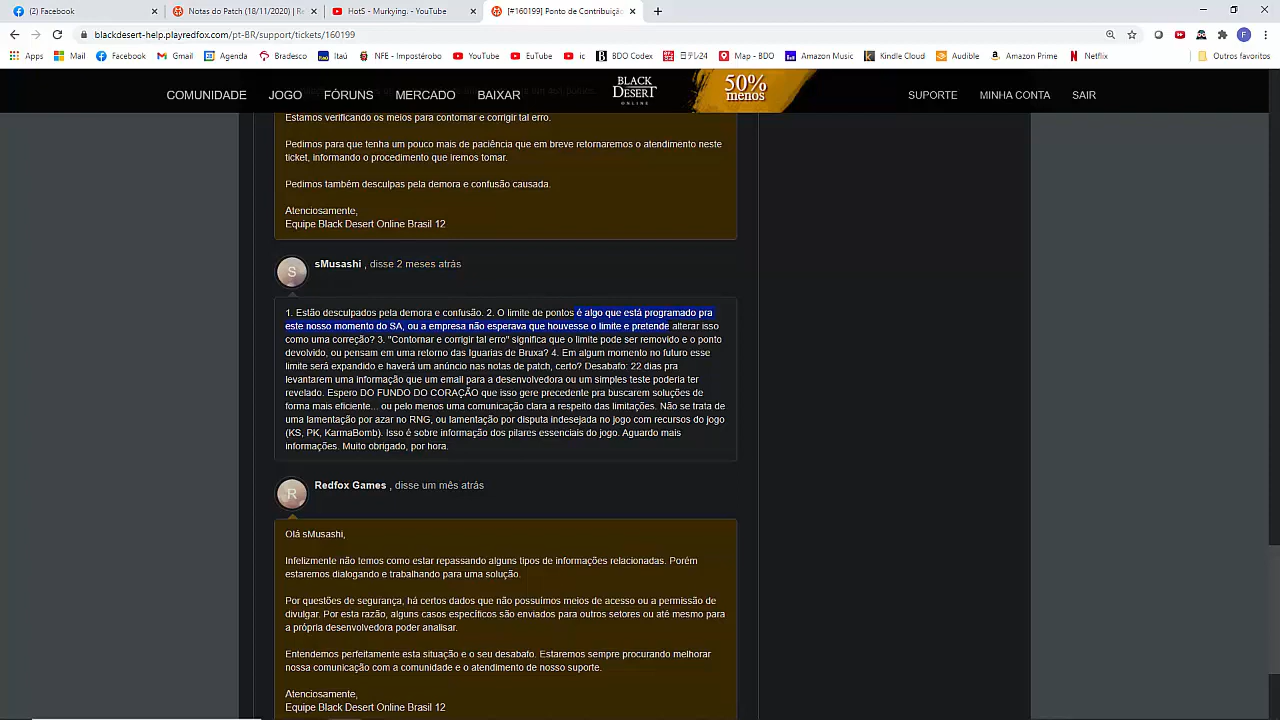 (2) Facebook
Notas do Patch (18/11/2020) | Re
HotS - Murkying. - YouTube
[#160199] Ponto de Contribuição
blackdesert-help.playredfox.com/pt-BR/support/tickets/160199
Apps
Mail
Facebook
Gmail
Agenda
Bradesco
Itaú
NFE - Impostérobo
YouTube
EuTube
ic
BDO Codex
日テレ24
Map - BDO
Amazon Music
Kindle Cloud
Audible
Amazon Prime
Netflix
Outros favoritos
COMUNIDADE
JOGO
FÓRUNS
MERCADO
BAIXAR
BLACK
DESERT
ONLINE
50%
menos
SUPORTE
MINHA CONTA
SAIR
Estamos verificando os meios para contornar e corrigir tal erro.
Pedimos para que tenha um pouco mais de paciência que em breve retornaremos o atendimento neste
ticket, informando o procedimento que iremos tomar.
Pedimos também desculpas pela demora e confusão causada.
Atenciosamente,
Equipe Black Desert Online Brasil 12
S
sMusashi , disse 2 meses atrás
1. Estão desculpados pela demora e confusão. 2. O limite de pontos é algo que está programado pra
este nosso momento do SA, ou a empresa não esperava que houvesse o limite e pretende alterar isso
como uma correção? 3. "Contornar e corrigir tal erro" significa que o limite pode ser removido e o ponto
devolvido, ou pensam em uma retorno das Iguarias de Bruxa? 4. Em algum momento no futuro esse
limite será expandido e haverá um anúncio nas notas de patch, certo? Desabafo: 22 dias pra
levantarem uma informação que um email para a desenvolvedora ou um simples teste poderia ter
revelado. Espero DO FUNDO DO CORAÇÃO que isso gere precedente pra buscarem soluções de
forma mais eficiente... ou pelo menos uma comunicação clara a respeito das limitações. Não se trata de
uma lamentação por azar no RNG, ou lamentação por disputa indesejada no jogo com recursos do jogo
(KS, PK, KarmaBomb). Isso é sobre informação dos pilares essenciais do jogo. Aguardo mais
informações. Muito obrigado, por hora.
R
Redfox Games , disse um mês atrás
Olá sMusashi,
Infelizmente não temos como estar repassando alguns tipos de informações relacionadas. Porém
estaremos dialogando e trabalhando para uma solução.
Por questões de segurança, há certos dados que não possuímos meios de acesso ou a permissão de
divulgar. Por esta razão, alguns casos específicos são enviados para outros setores ou até mesmo para
a própria desenvolvedora poder analisar.
Entendemos perfeitamente esta situação e o seu desabafo. Estaremos sempre procurando melhorar
nossa comunicação com a comunidade e o atendimento de nosso suporte.
Atenciosamente,
Equipe Black Desert Online Brasil 12